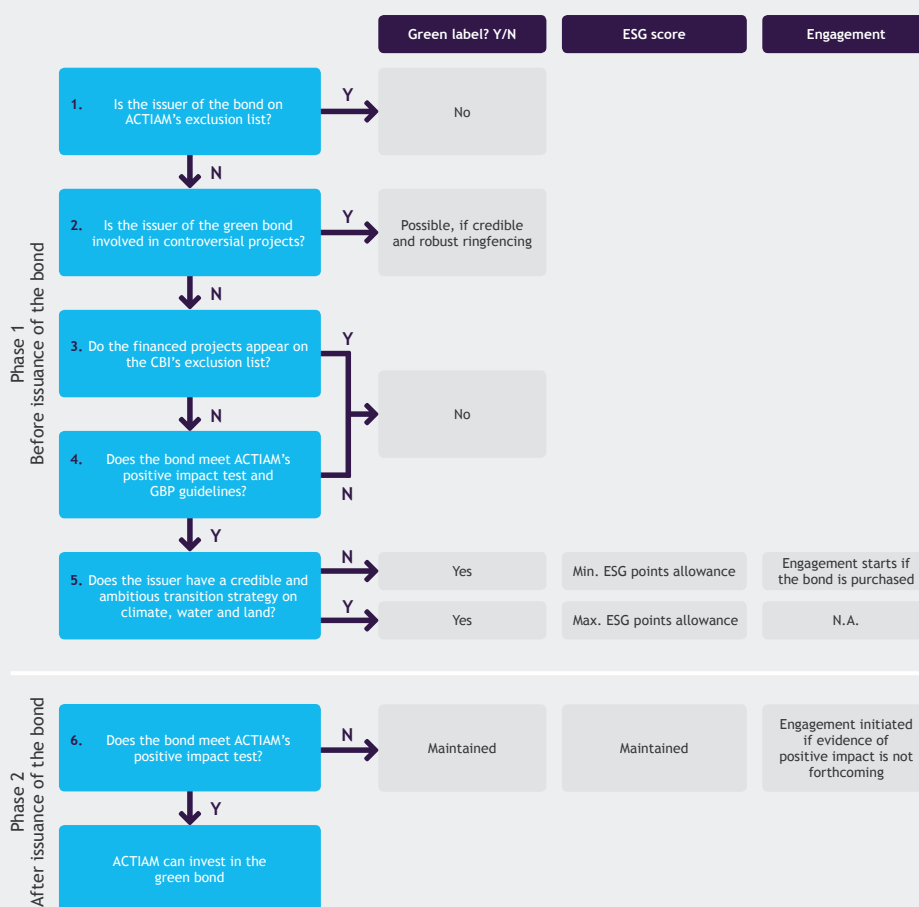 Green label? Y/N
ESG score
Engagement
Phase 1
Before issuance of the bond
1. Is the issuer of the bond on
ACTIAM's exclusion list?
Y
No
N
2. Is the issuer of the green bond
involved in controversial projects?
Y
Possible, if credible
and robust ringfencing
N
3. Do the financed projects appear on
the CBI's exclusion list?
Y
No
N
4. Does the bond meet ACTIAM's
positive impact test and
GBP guidelines?
N
Y
5. Does the issuer have a credible and
ambitious transition strategy on
climate, water and land?
N
Yes
Min. ESG points allowance
Engagement starts if
the bond is purchased
Y
Yes
Max. ESG points allowance
N.A.
Phase 2
After issuance of the bond
6. Does the bond meet ACTIAM's
positive impact test?
N
Maintained
Maintained
Engagement initiated
if evidence of
positive impact is not
forthcoming
Y
ACTIAM can invest in the
green bond